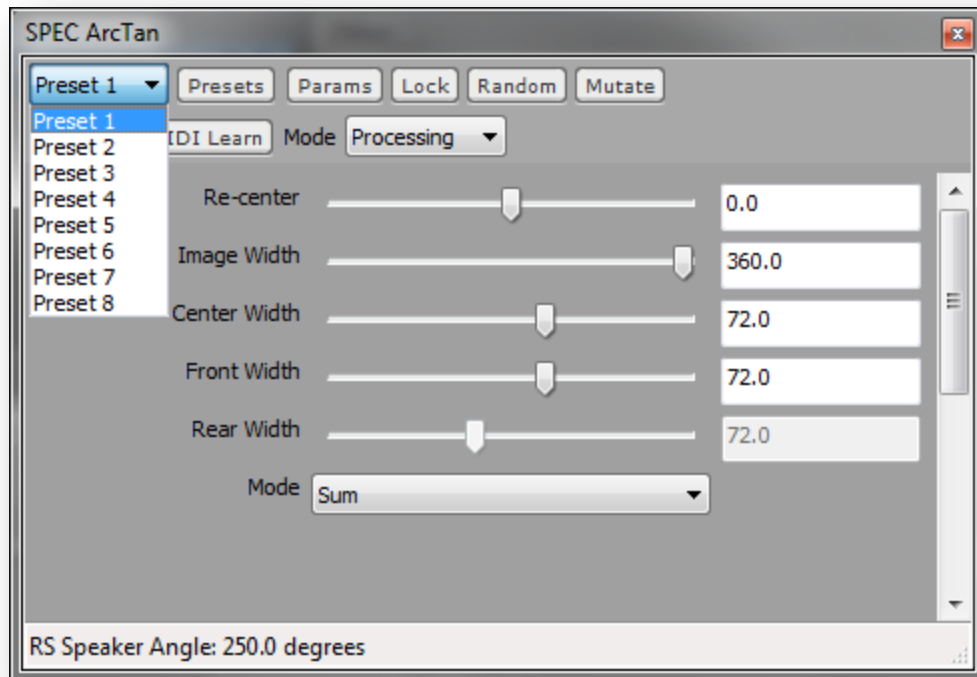 SPEC ArcTan
Preset 1 Presets Params Lock Random Mutate
Preset 1
Preset 2
Preset 3
Preset 4
Preset 5
Preset 6
Preset 7
Preset 8
IDI Learn Mode Processing
Re-center 0.0
Image Width 360.0
Center Width 72.0
Front Width 72.0
Rear Width 72.0
Mode Sum
RS Speaker Angle: 250.0 degrees